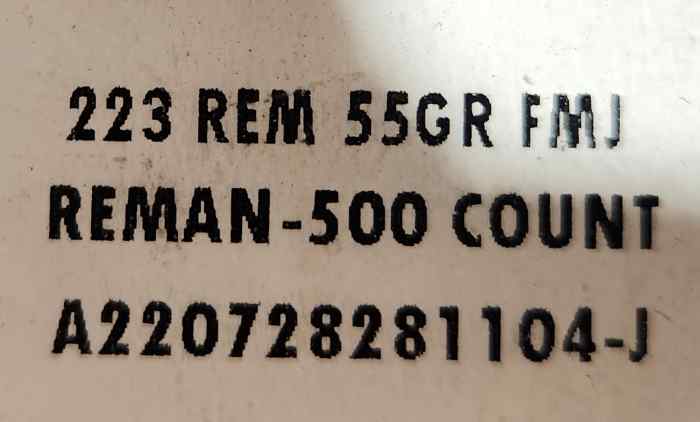 223 REM 55GR FMJ
REMAN-500 COUNT
A220728281104-J